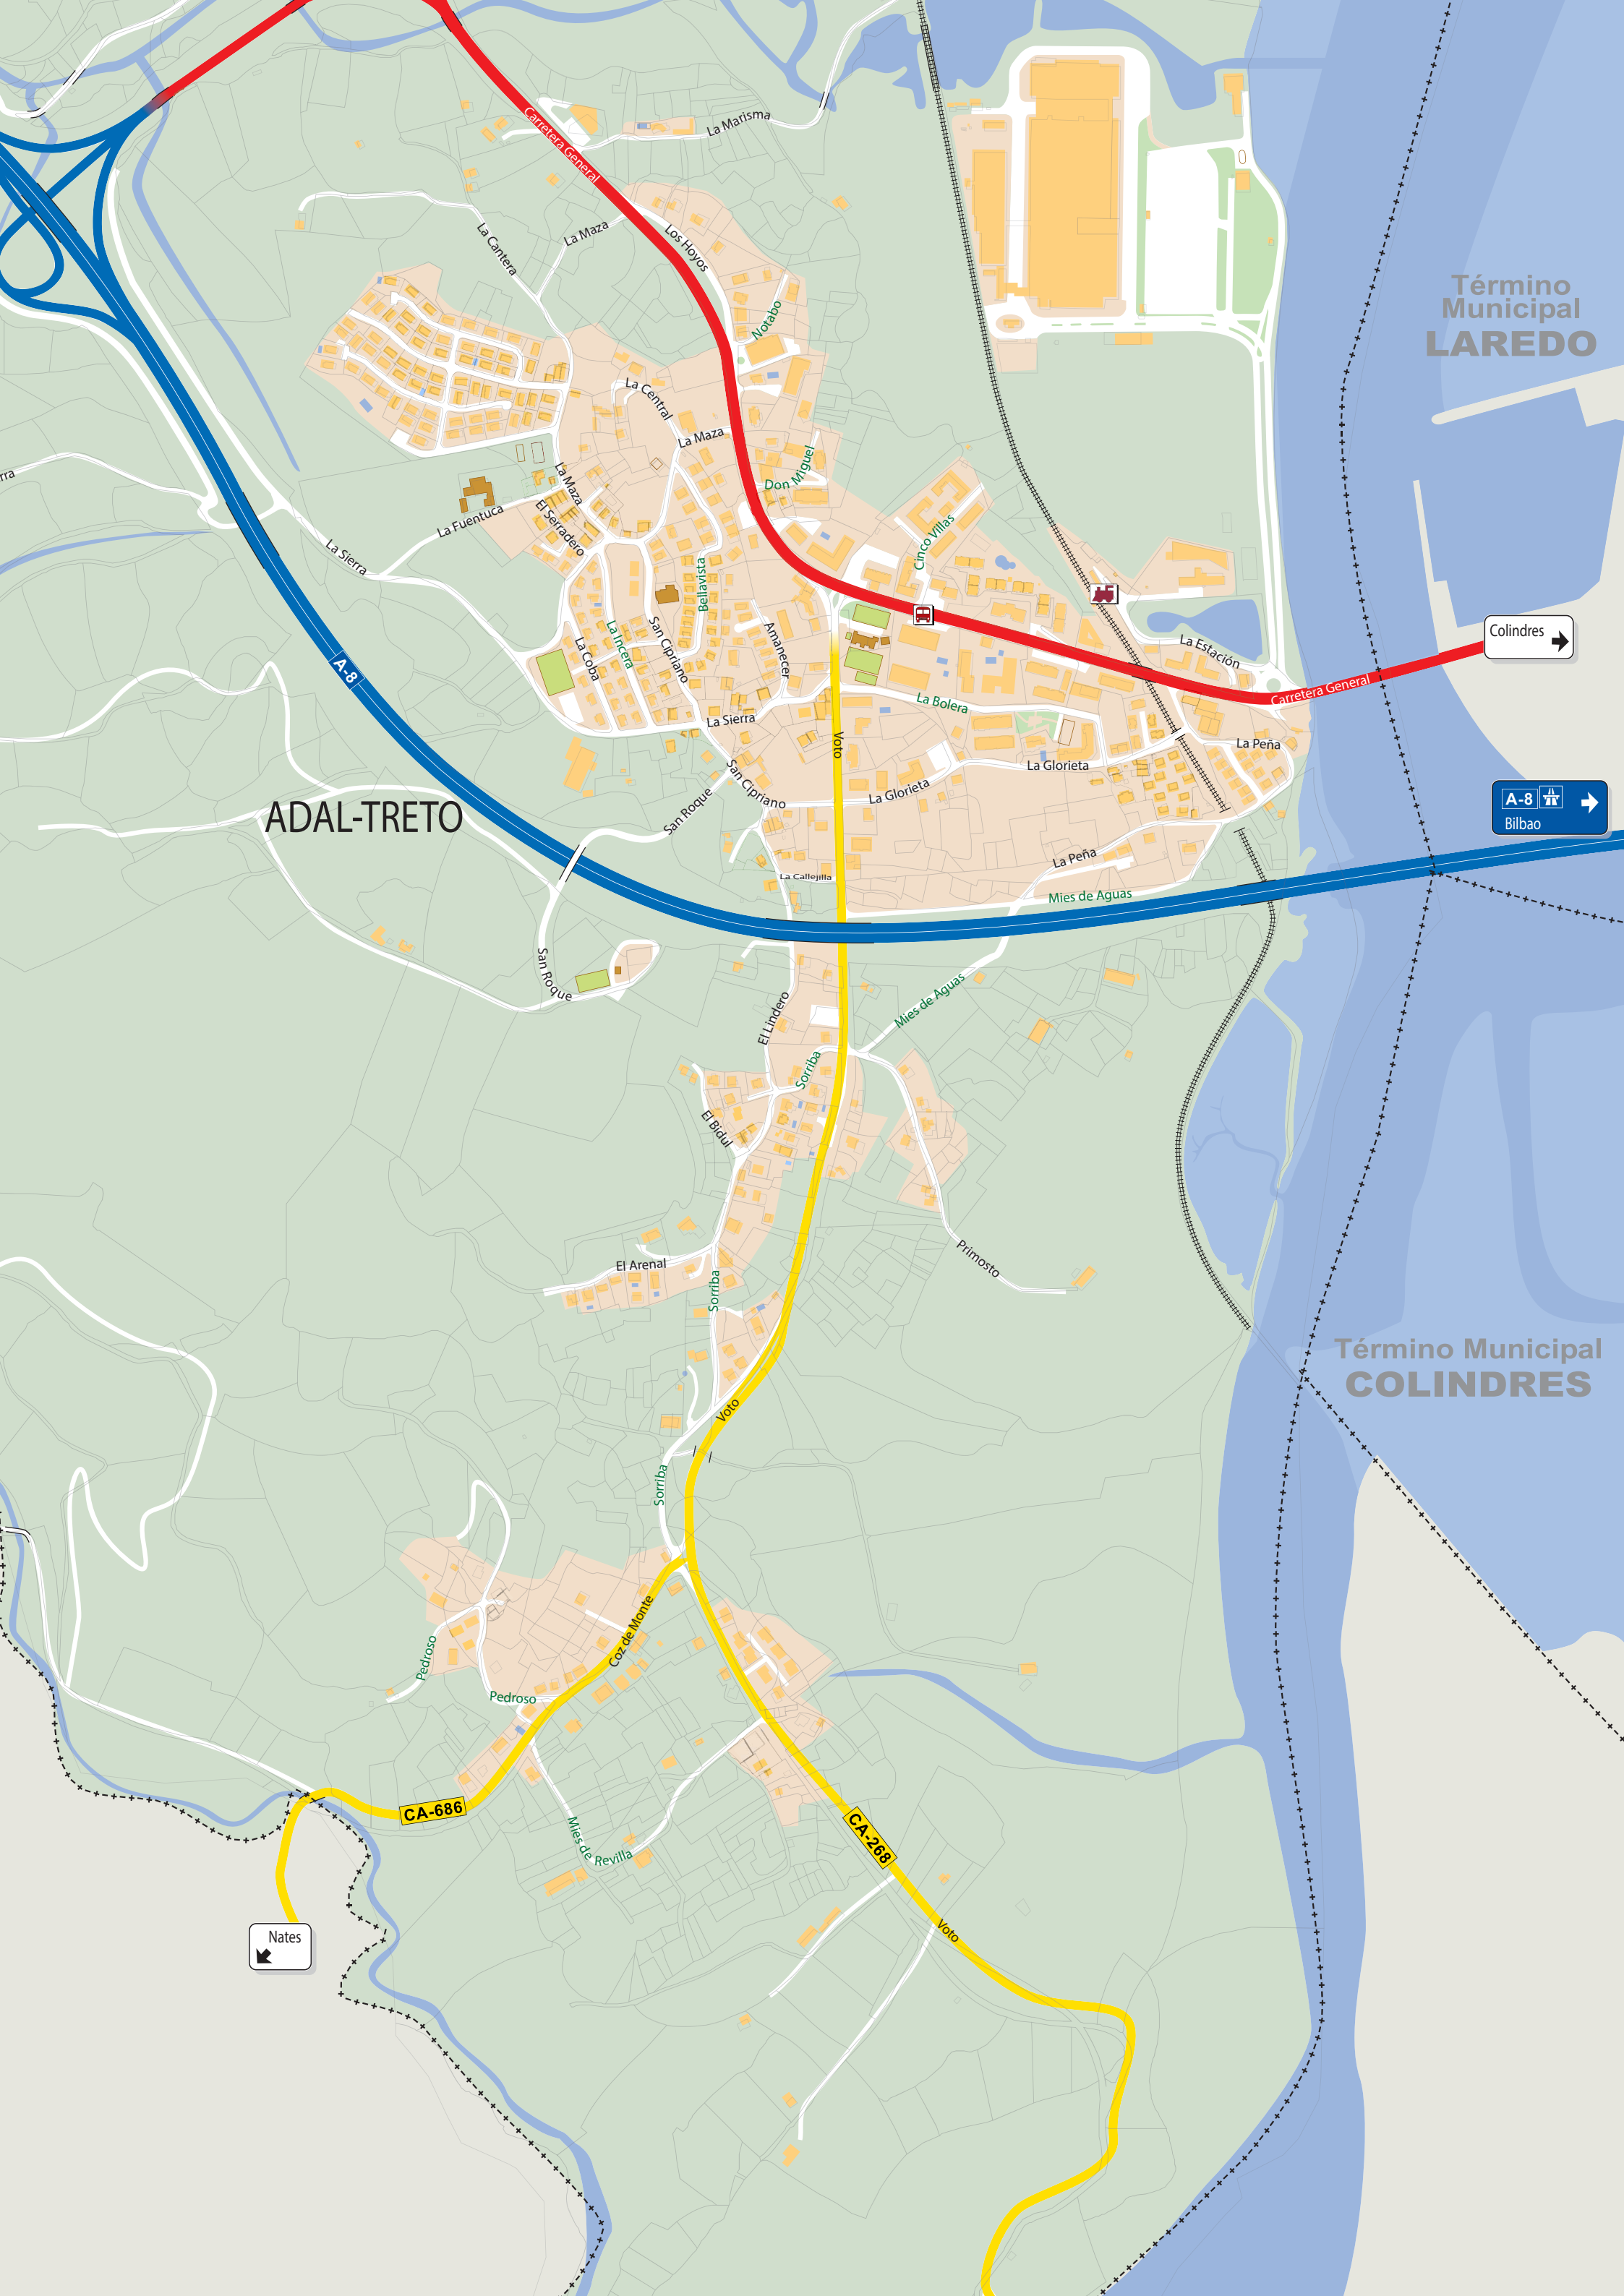 Carretera General
La Marisma
La Cantera
La Maza
Los Hoyos
Notabo
Término
Municipal
LAREDO
La Central
La Maza
Don Miguel
La Maza
La Fuentuca
El Serradero
Cinco Villas
rra
La Sierra
Bellavista
La Incera
San Cipriano
La Coba
Amanecer
La Estación
Colindres
A-8
Carretera General
La Bolera
La Sierra
Voto
La Peña
La Glorieta
San Cipriano
San Roque
La Glorieta
ADAL-TRETO
A-8
Bilbao
La Peña
La Callejilla
Mies de Aguas
San Roque
Mies de Aguas
El Lindero
Sorriba
El Bidul
Primosto
El Arenal
Sorriba
Término Municipal
COLINDRES
Voto
Sorriba
Coz de Monte
Pedroso
Pedroso
CA-686
CA-268
Mies de Revilla
Voto
Nates